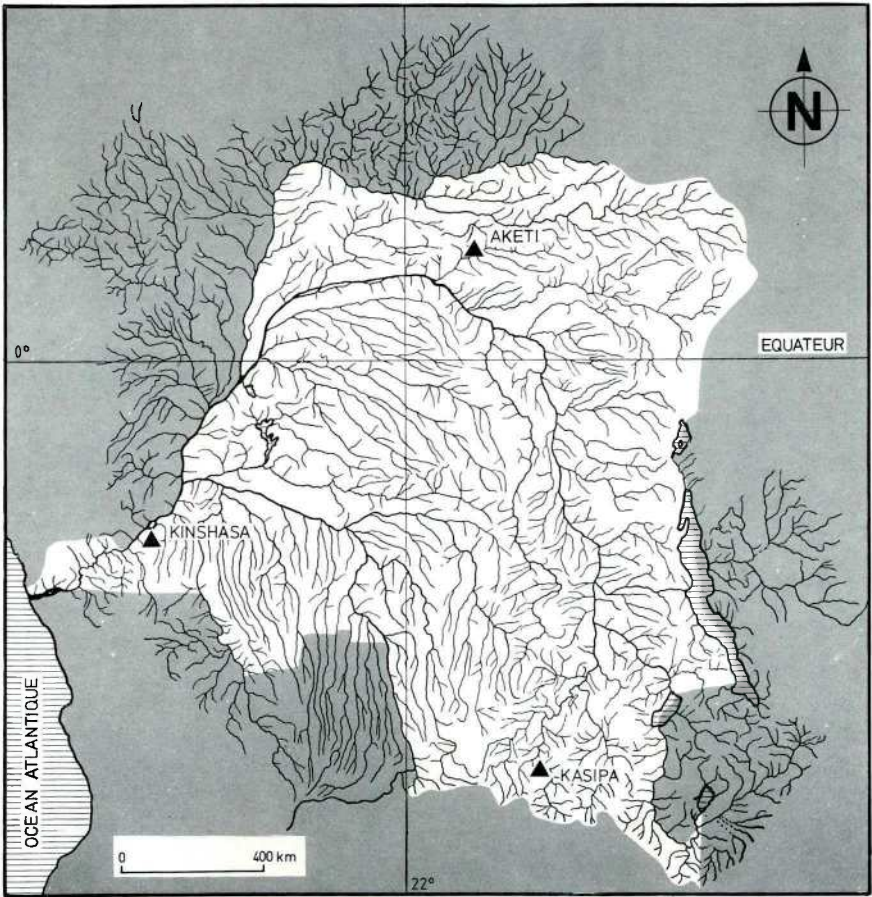 N
AKETI
0°
EQUATEUR
KINSHASA
OCEAN ATLANTIQUE
KASIPA
0 400 km
22°